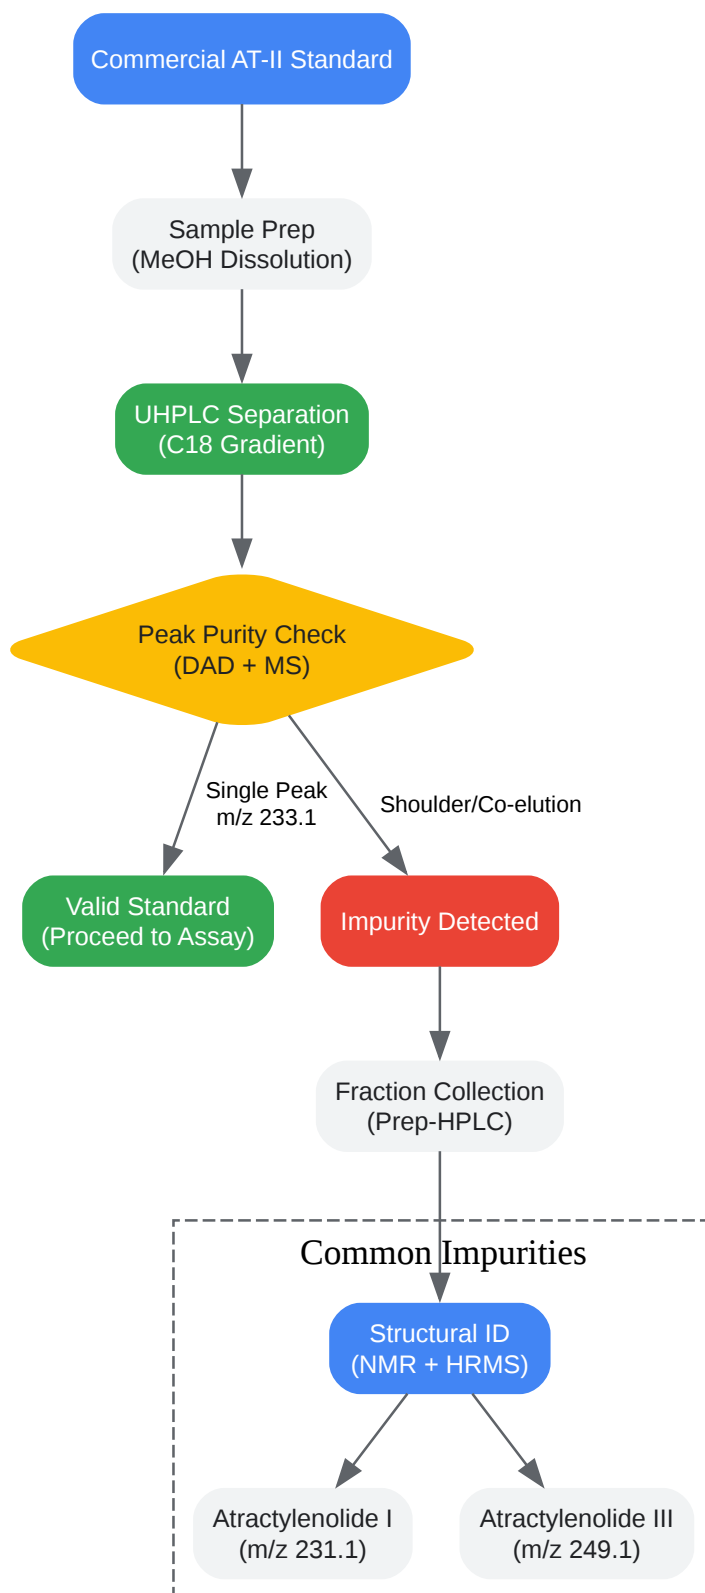 Commercial AT-II Standard
Sample Prep
(MeOH Dissolution)
UHPLC Separation
(C18 Gradient)
Peak Purity Check
(DAD + MS)
Single Peak
m/z 233.1
Shoulder/Co-elution
Valid Standard
(Proceed to Assay)
Impurity Detected
Fraction Collection
(Prep-HPLC)
Common Impurities
Structural ID
(NMR + HRMS)
Atractylenolide I
(m/z 231.1)
Atractylenolide III
(m/z 249.1)